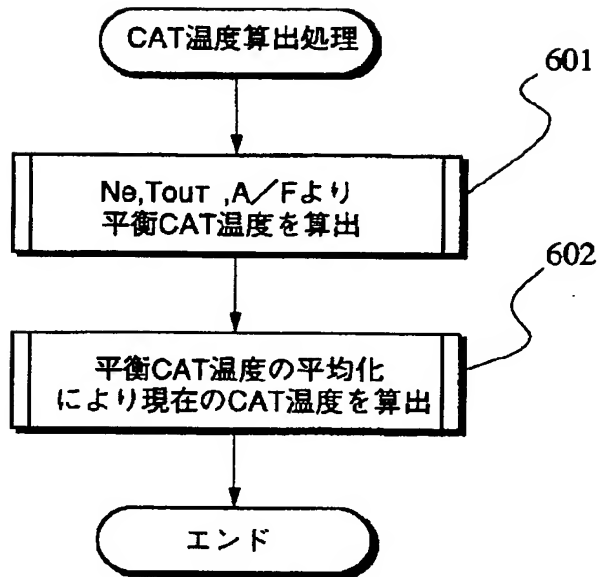 CAT温度算出処理
601
Ne,TOUT ,A／Fより
平衡CAT温度を算出
602
平衡CAT温度の平均化
により現在のCAT温度を算出
エンド